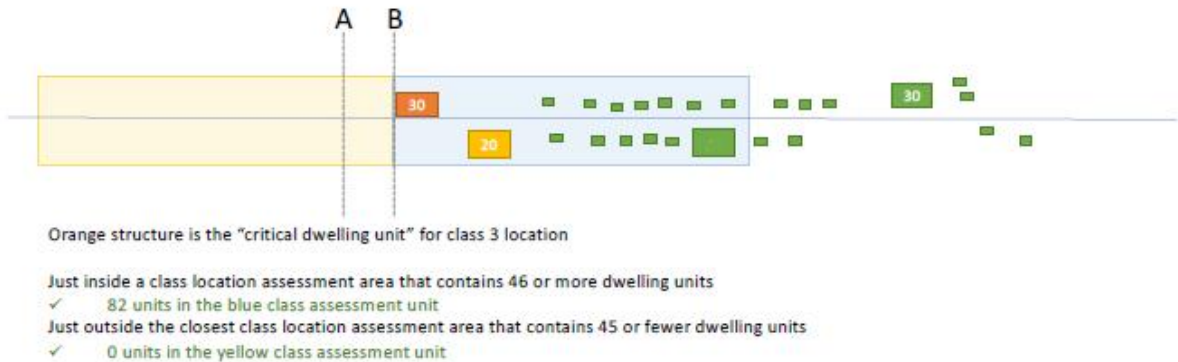 A B
30 30
20
Orange structure is the “critical dwelling unit” for class 3 location
Just inside a class location assessment area that contains 46 or more dwelling units
✓ 82 units in the blue class assessment unit
Just outside the closest class location assessment area that contains 45 or fewer dwelling units
✓ 0 units in the yellow class assessment unit